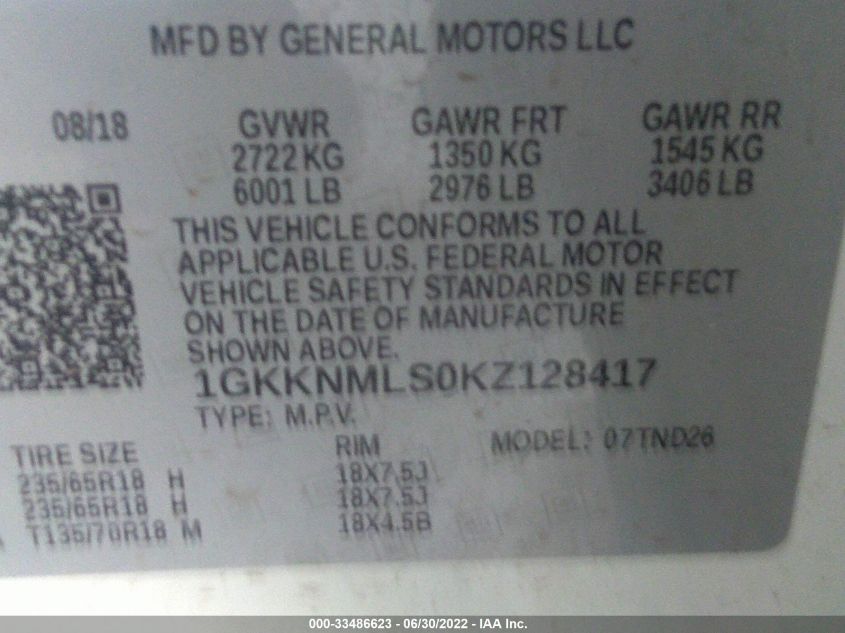 MFD BY GENERAL MOTORS LLC
08/18 GVWR GAWR FRT GAWR RR
2722 KG 1350 KG 1545 KG
6001 LB 2976 LB 3406 LB
THIS VEHICLE CONFORMS TO ALL
APPLICABLE U.S. FEDERAL MOTOR
VEHICLE SAFETY STANDARDS IN EFFECT
ON THE DATE OF MANUFACTURE
SHOWN ABOVE.
1GKKNMLS0KZ128417
TYPE: M.P.V.
TIRE SIZE RIM MODEL: 07TND26
235/65R18 H 18X7.5J
235/65R18 H 18X7.5J
T135/70R18 M 18X4.5B
000-33486623 - 06/30/2022 - IAA Inc.